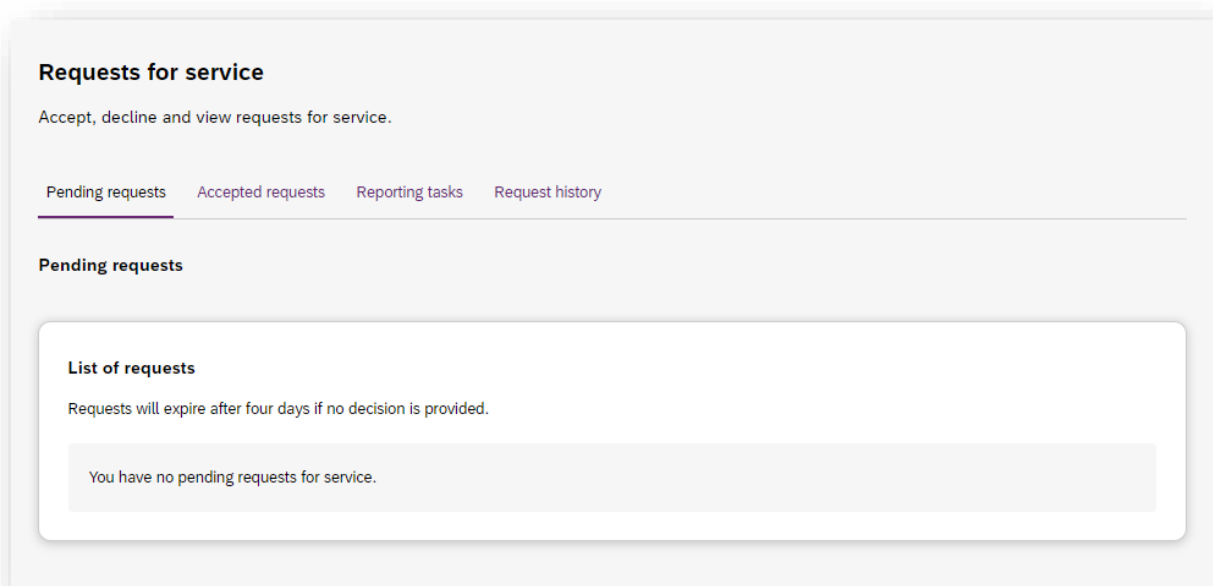 Requests for service
Accept, decline and view requests for service.
Pending requests Accepted requests Reporting tasks Request history
Pending requests
List of requests
Requests will expire after four days if no decision is provided.
You have no pending requests for service.